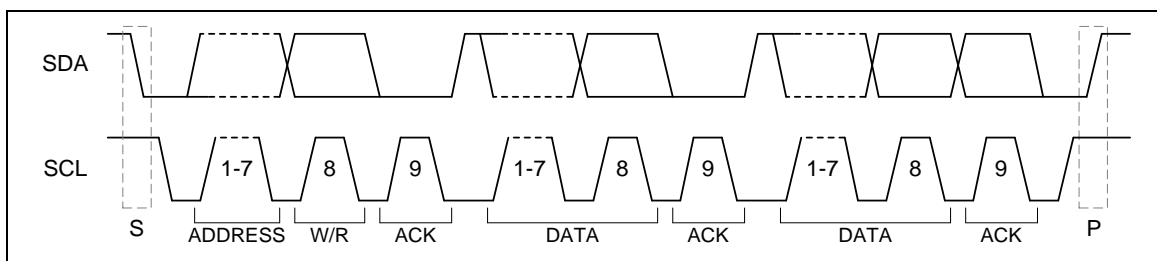 SDA
SCL 1-7 8 9 1-7 8 9 1-7 8 9
S ADDRESS W/R ACK DATA ACK DATA ACK P